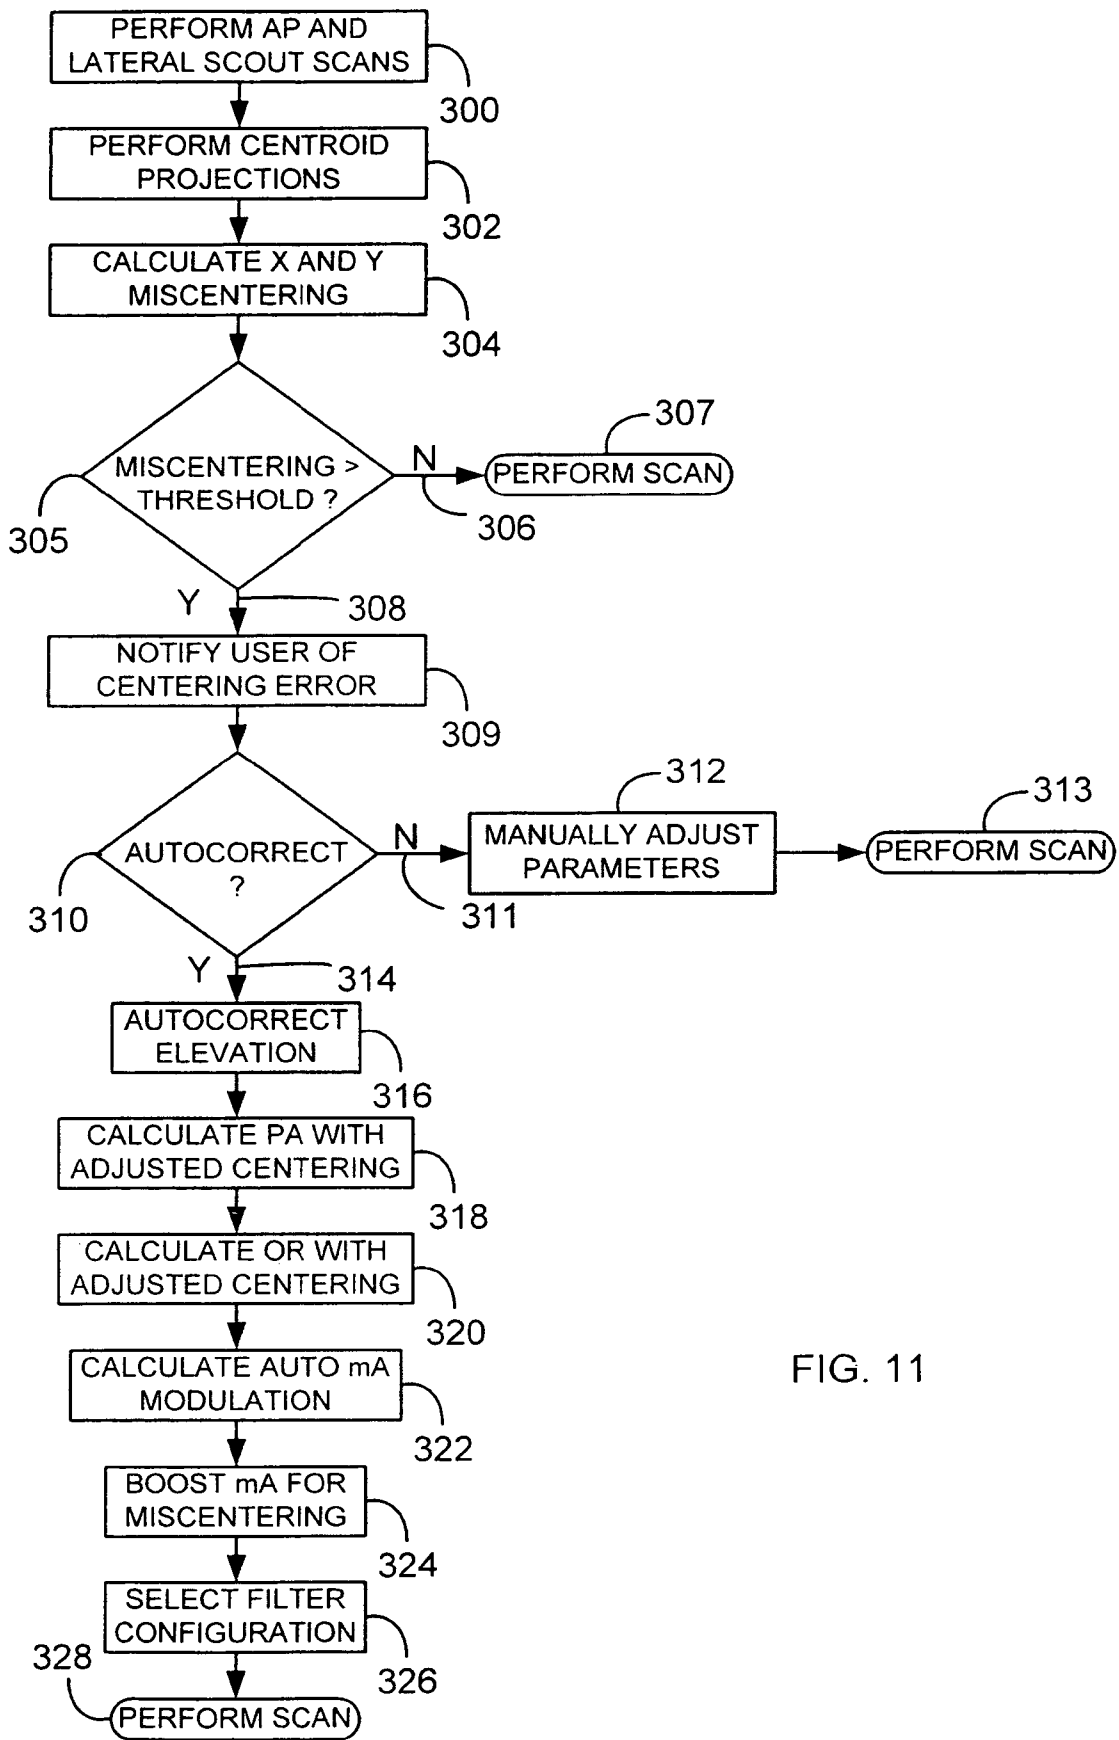 PERFORM AP AND
LATERAL SCOUT SCANS
300
PERFORM CENTROID
PROJECTIONS
302
CALCULATE X AND Y
MISCENTERING
304
MISCENTERING >
THRESHOLD ?
305
N
306
PERFORM SCAN
307
Y
308
NOTIFY USER OF
CENTERING ERROR
309
AUTOCORRECT
?
310
N
311
MANUALLY ADJUST
PARAMETERS
312
PERFORM SCAN
313
Y
314
AUTOCORRECT
ELEVATION
316
CALCULATE PA WITH
ADJUSTED CENTERING
318
CALCULATE OR WITH
ADJUSTED CENTERING
320
CALCULATE AUTO mA
MODULATION
322
BOOST mA FOR
MISCENTERING
324
SELECT FILTER
CONFIGURATION
326
328
PERFORM SCAN
FIG. 11